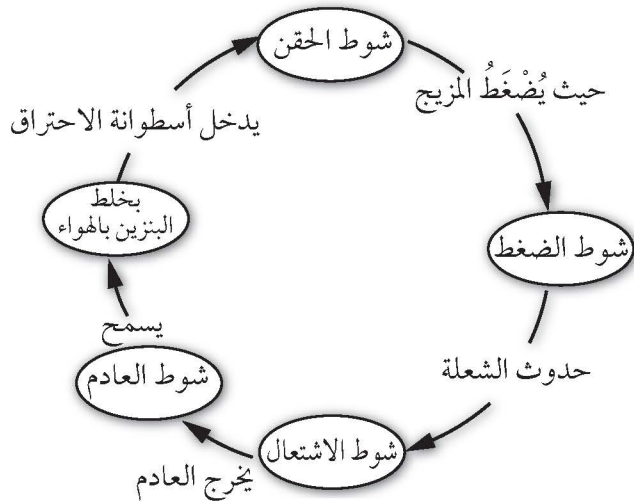 شوط الحقن
حيث يُضْغَطُ المزيج
شوط الضغط
حدوث الشعلة
شوط الاشتعال
يخرج العادم
شوط العادم
يسمح
بخلط
البنزين بالهواء
يدخل أسطوانة الاحتراق